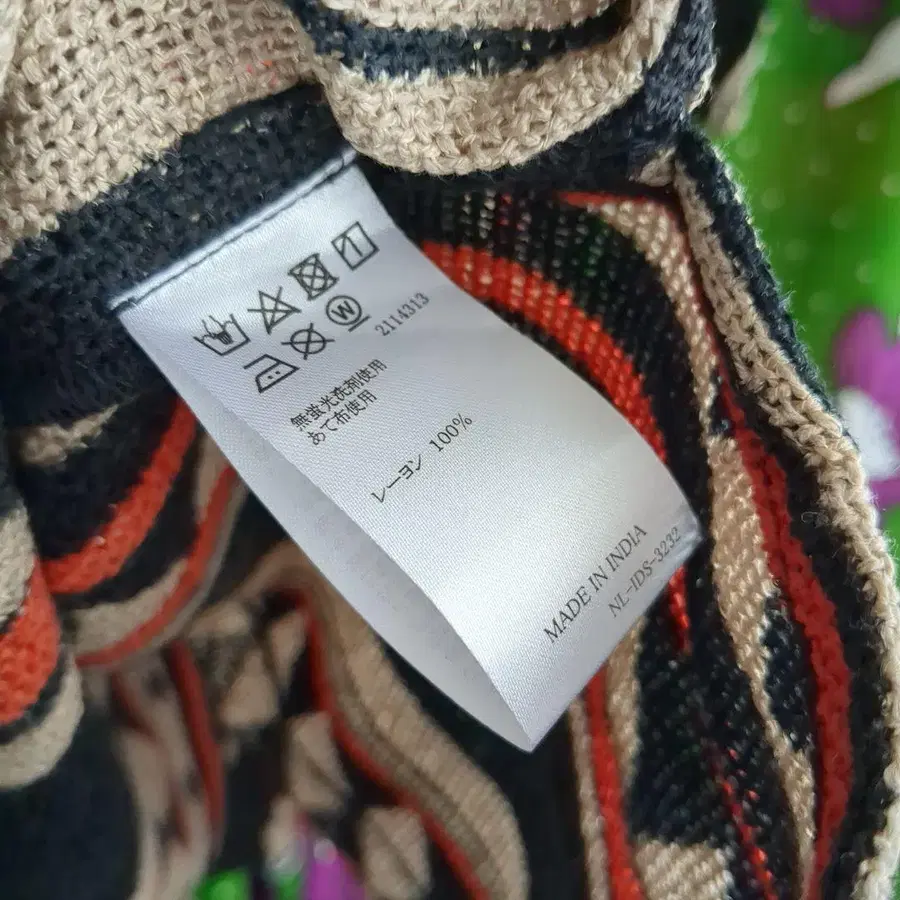 W
2114313
無蛍光洗剤使用
あて布使用
レーヨン 100%
MADE IN INDIA
NL-IDS-3232